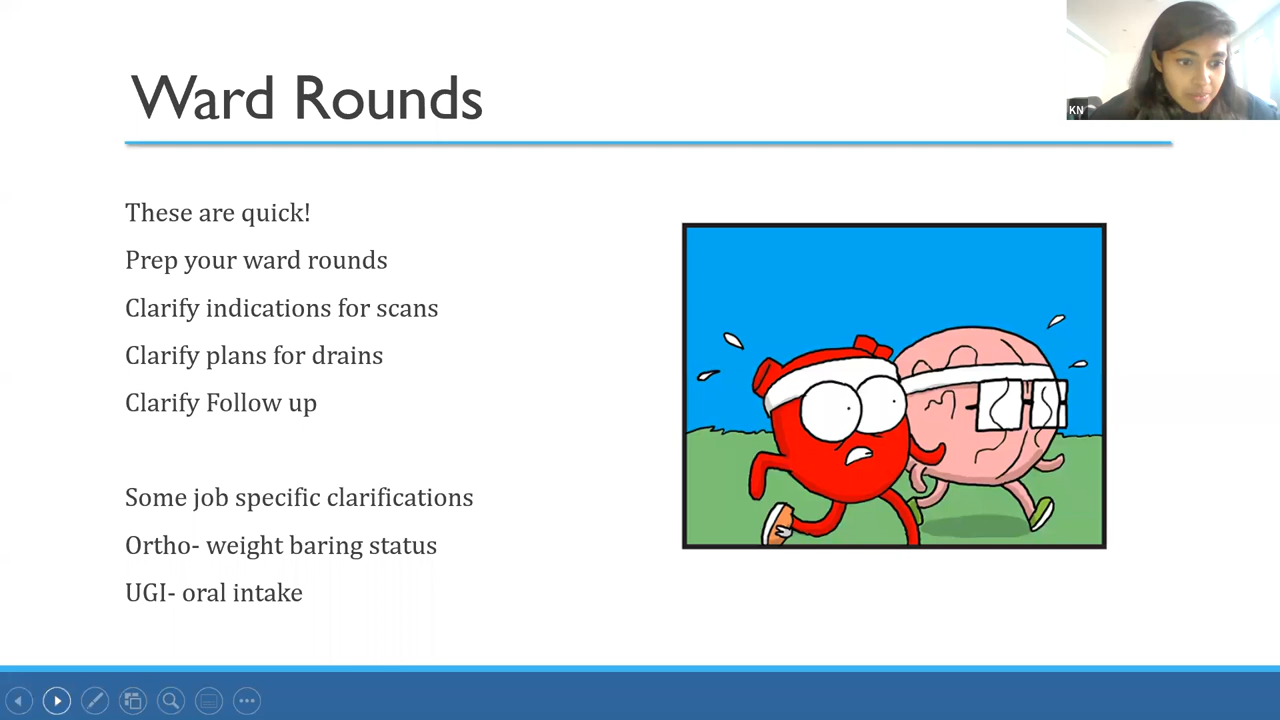 Ward Rounds
KN
These are quick!
Prep your ward rounds
Clarify indications for scans
Clarify plans for drains
Clarify Follow up
Some job specific clarifications
Ortho- weight baring status
UGI- oral intake